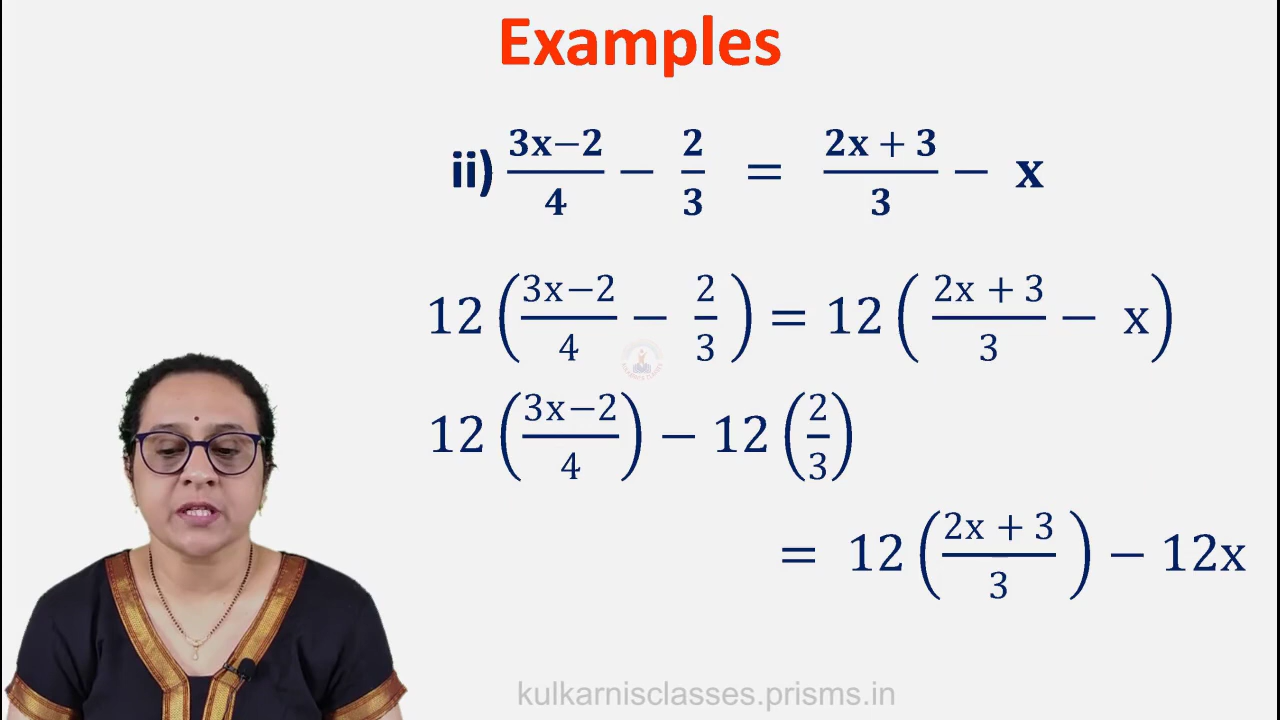 Examples
ii) (3x−2)/4 − 2/3 = (2x + 3)/3 − x
12 ((3x−2)/4 − 2/3) = 12 ((2x + 3)/3 − x)
12 ((3x−2)/4) − 12 (2/3)
= 12 ((2x + 3)/3) − 12x
kulkarnisclasses.prisms.in